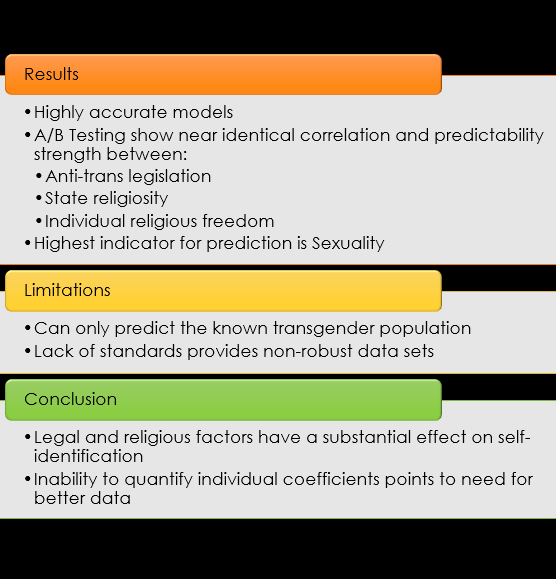 Results
•Highly accurate models
•A/B Testing show near identical correlation and predictability
strength between:
•Anti-trans legislation
•State religiosity
•Individual religious freedom
•Highest indicator for prediction is Sexuality
Limitations
•Can only predict the known transgender population
•Lack of standards provides non-robust data sets
Conclusion
•Legal and religious factors have a substantial effect on self-
identification
•Inability to quantify individual coefficients points to need for
better data